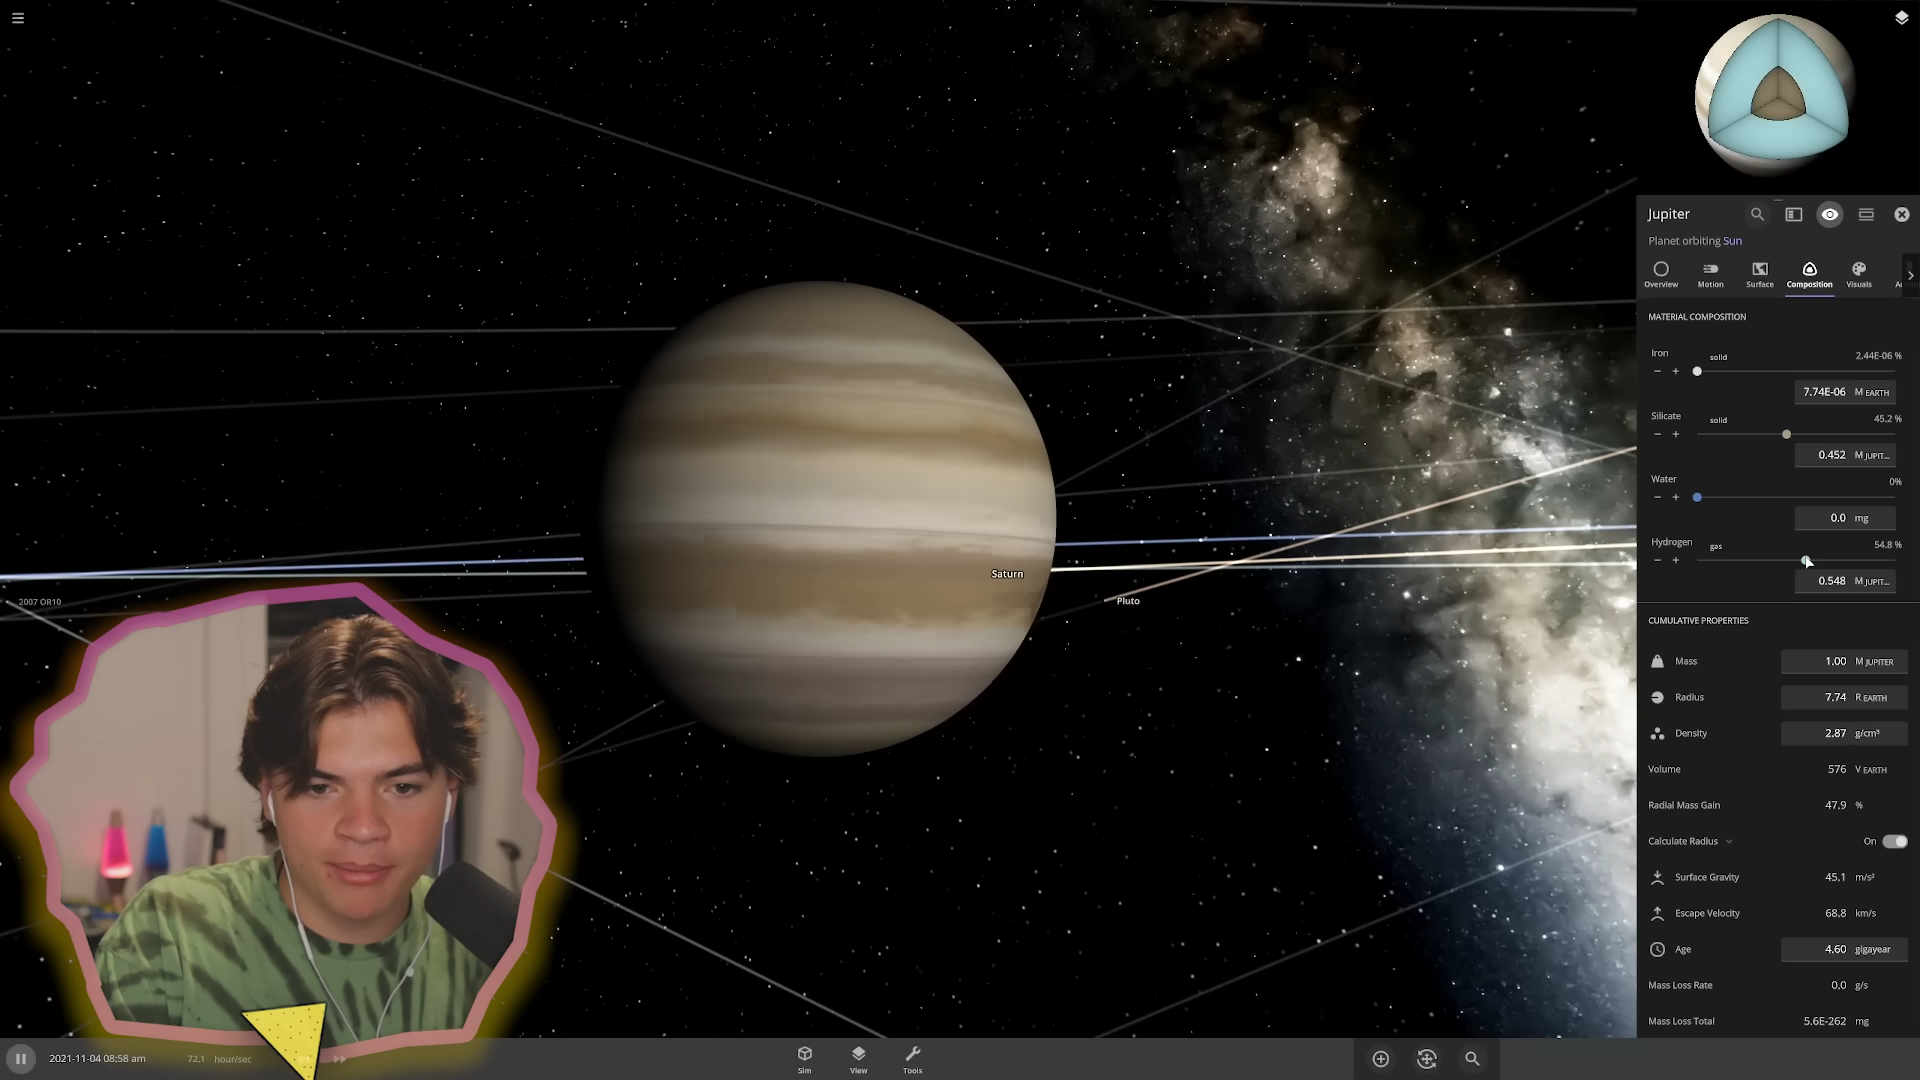 Jupiter
Planet orbiting Sun
Overview Motion Surface Composition Visuals
MATERIAL COMPOSITION
Iron solid 2.44E-06 %
7.74E-06 M EARTH
Silicate solid 45.2 %
0.452 M JUPIT...
Water 0%
0.0 mg
Hydrogen gas 54.8 %
0.548 M JUPIT...
CUMULATIVE PROPERTIES
Mass 1.00 M JUPITER
Radius 7.74 R EARTH
Density 2.87 g/cm³
Volume 576 V EARTH
Radial Mass Gain 47.9 %
Calculate Radius On
Surface Gravity 45.1 m/s²
Escape Velocity 68.8 km/s
Age 4.60 gigayear
Mass Loss Rate 0.0 g/s
Mass Loss Total 5.6E-262 mg
Saturn
Pluto
2007 OR10
2021-11-04 08:58 am 72.1 hour/sec
Sim View Tools